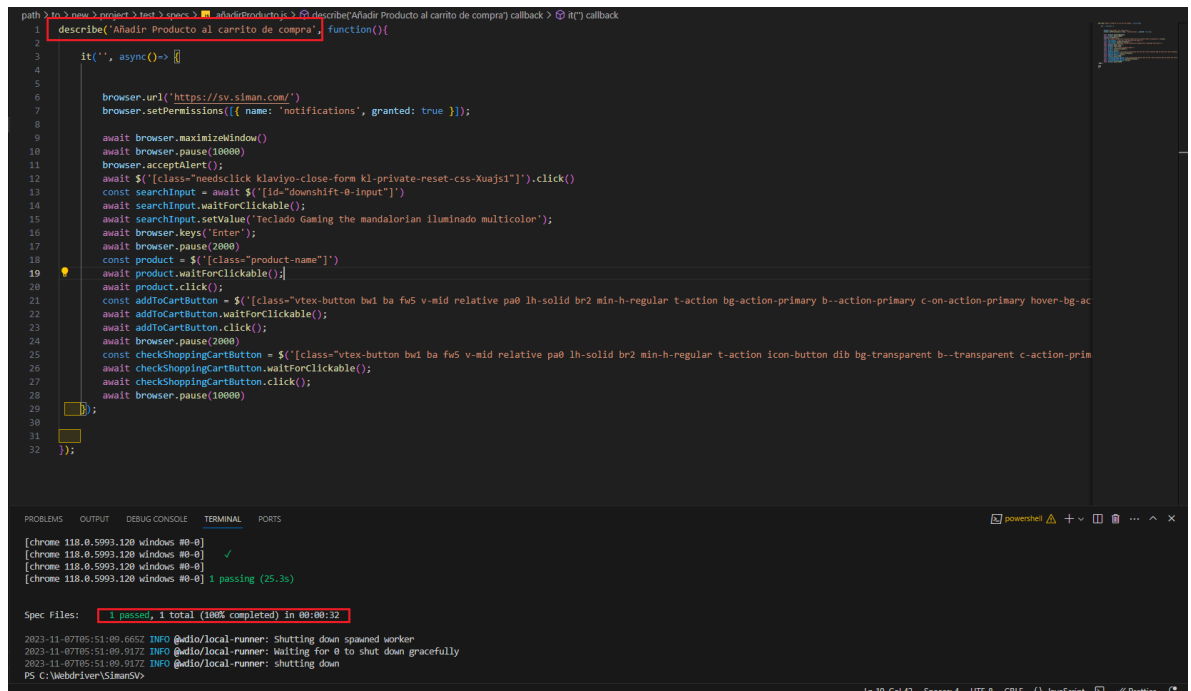 path > to > new > project > test > specs > añadirProducto.js > describe('Añadir Producto al carrito de compra') callback > it('') callback
1 describe('Añadir Producto al carrito de compra', function(){
2
3 it('', async()=> {
4
5
6 browser.url('https://sv.siman.com/')
7 browser.setPermissions([{ name: 'notifications', granted: true }]);
8
9 await browser.maximizeWindow()
10 await browser.pause(10000)
11 browser.acceptAlert();
12 await $('[class="needsclick klaviyo-close-form kl-private-reset-css-Xuajs1"]').click()
13 const searchInput = await $('[id="downshift-0-input"]')
14 await searchInput.waitForClickable();
15 await searchInput.setValue('Teclado Gaming the mandalorian iluminado multicolor');
16 await browser.keys('Enter');
17 await browser.pause(2000)
18 const product = $('[class="product-name"]')
19 await product.waitForClickable();
20 await product.click();
21 const addToCartButton = $('[class="vtex-button bw1 ba fw5 v-mid relative pa0 lh-solid br2 min-h-regular t-action bg-action-primary b--action-primary c-on-action-primary hover-bg-ac
22 await addToCartButton.waitForClickable();
23 await addToCartButton.click();
24 await browser.pause(2000)
25 const checkShoppingCartButton = $('[class="vtex-button bw1 ba fw5 v-mid relative pa0 lh-solid br2 min-h-regular t-action icon-button dib bg-transparent b--transparent c-action-prim
26 await checkShoppingCartButton.waitForClickable();
27 await checkShoppingCartButton.click();
28 await browser.pause(10000)
29 });
30
31
32 });
PROBLEMS OUTPUT DEBUG CONSOLE TERMINAL PORTS powershell
[chrome 118.0.5993.120 windows #0-0]
[chrome 118.0.5993.120 windows #0-0] ✓
[chrome 118.0.5993.120 windows #0-0]
[chrome 118.0.5993.120 windows #0-0] 1 passing (25.3s)
Spec Files: 1 passed, 1 total (100% completed) in 00:00:32
2023-11-07T05:51:09.665Z INFO @wdio/local-runner: Shutting down spawned worker
2023-11-07T05:51:09.917Z INFO @wdio/local-runner: Waiting for 0 to shut down gracefully
2023-11-07T05:51:09.917Z INFO @wdio/local-runner: shutting down
PS C:\Webdriver\SimanSV>